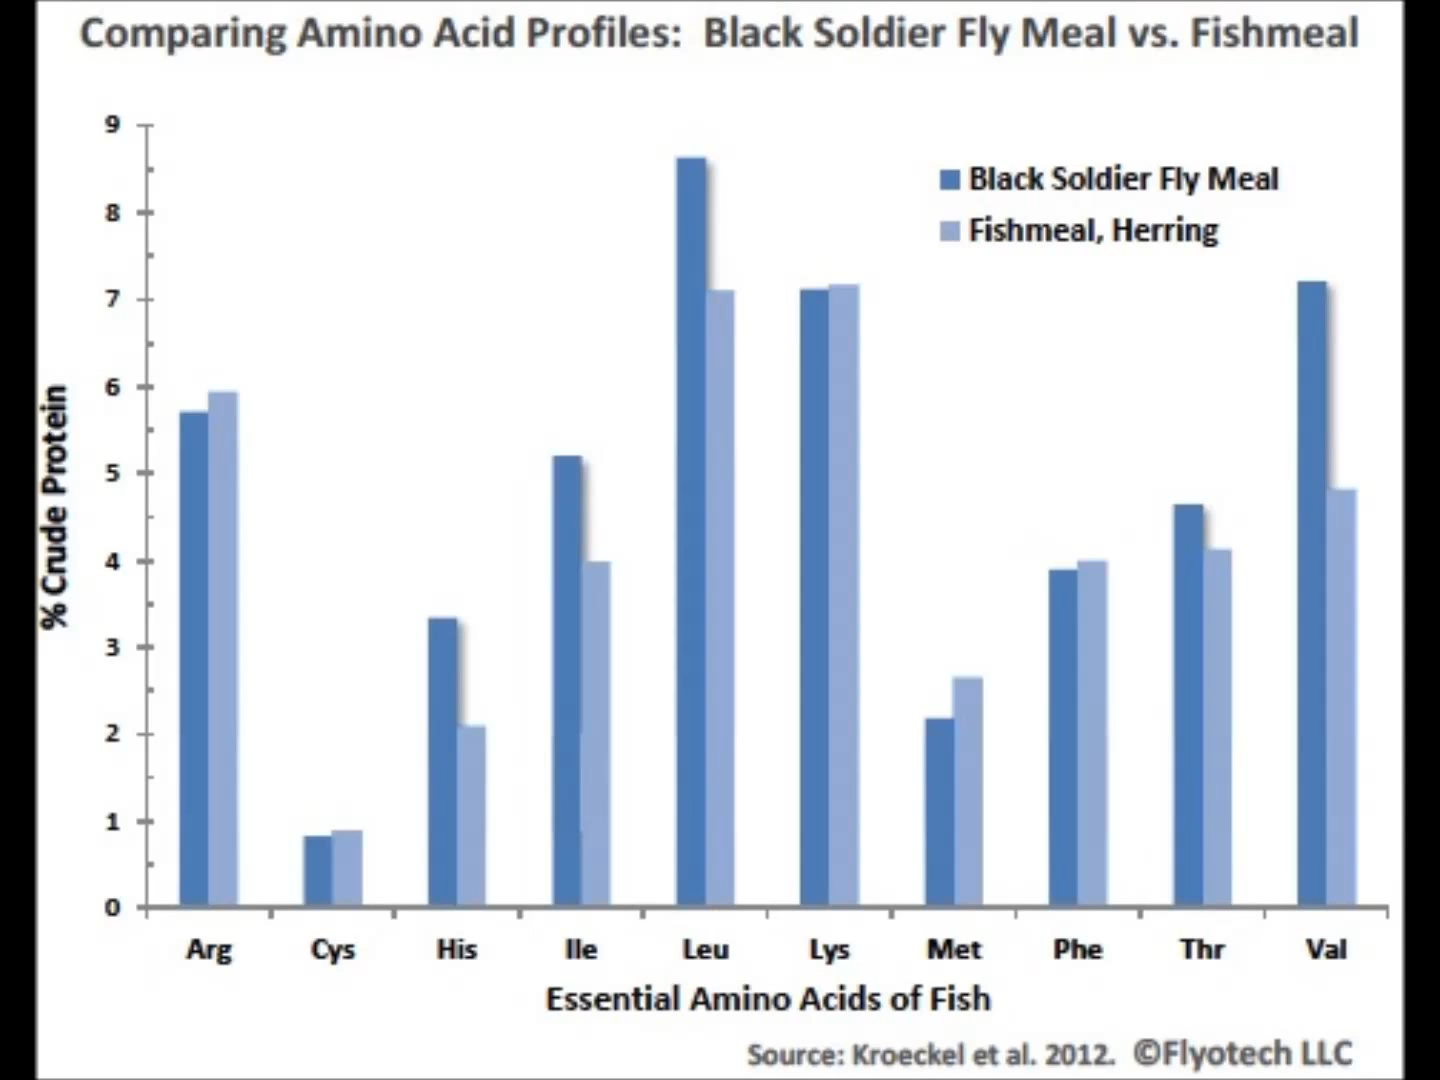 Comparing Amino Acid Profiles: Black Soldier Fly Meal vs. Fishmeal
9
8
7
6
5
4
3
2
1
0
% Crude Protein
Black Soldier Fly Meal
Fishmeal, Herring
Arg Cys His Ile Leu Lys Met Phe Thr Val
Essential Amino Acids of Fish
Source: Kroeckel et al. 2012. ©Flyotech LLC